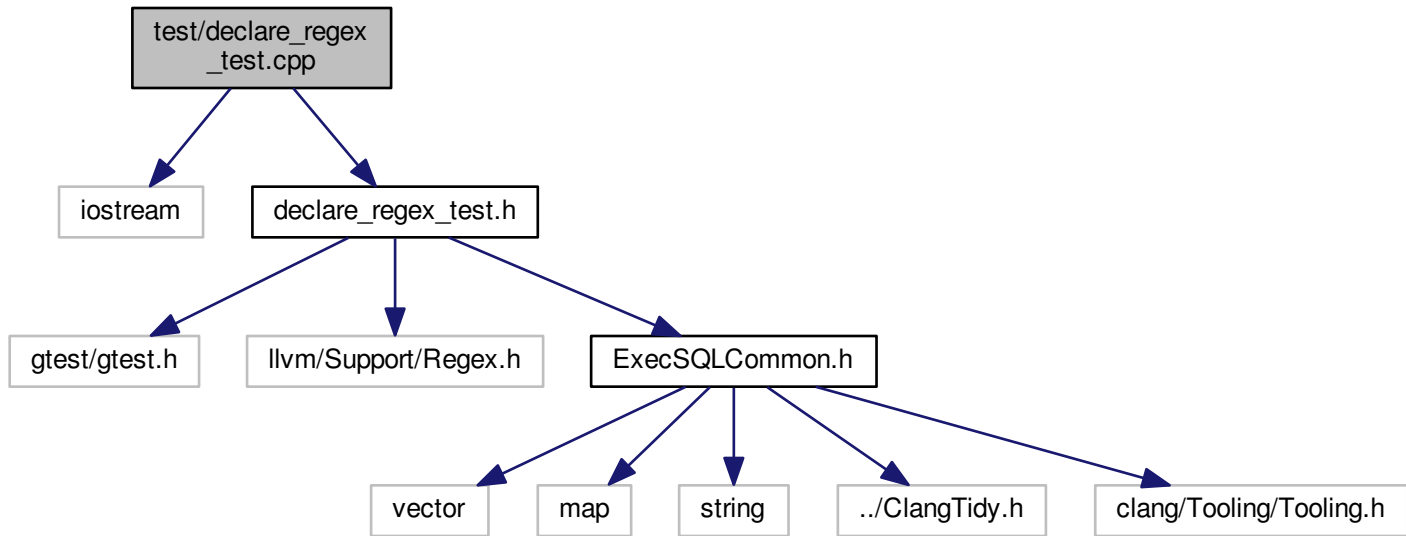 test/declare_regex
_test.cpp
iostream
declare_regex_test.h
gtest/gtest.h
llvm/Support/Regex.h
ExecSQLCommon.h
vector
map
string
../ClangTidy.h
clang/Tooling/Tooling.h